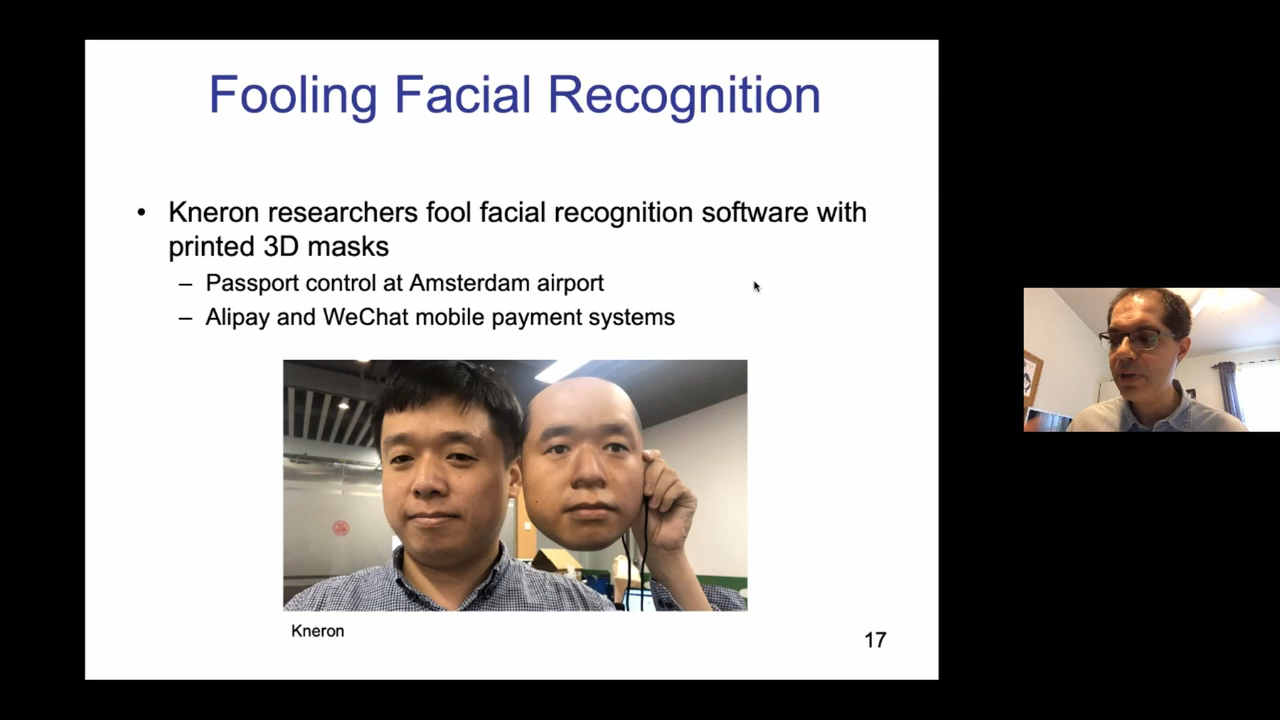 Fooling Facial Recognition
• Kneron researchers fool facial recognition software with
printed 3D masks
– Passport control at Amsterdam airport
– Alipay and WeChat mobile payment systems
Kneron
17